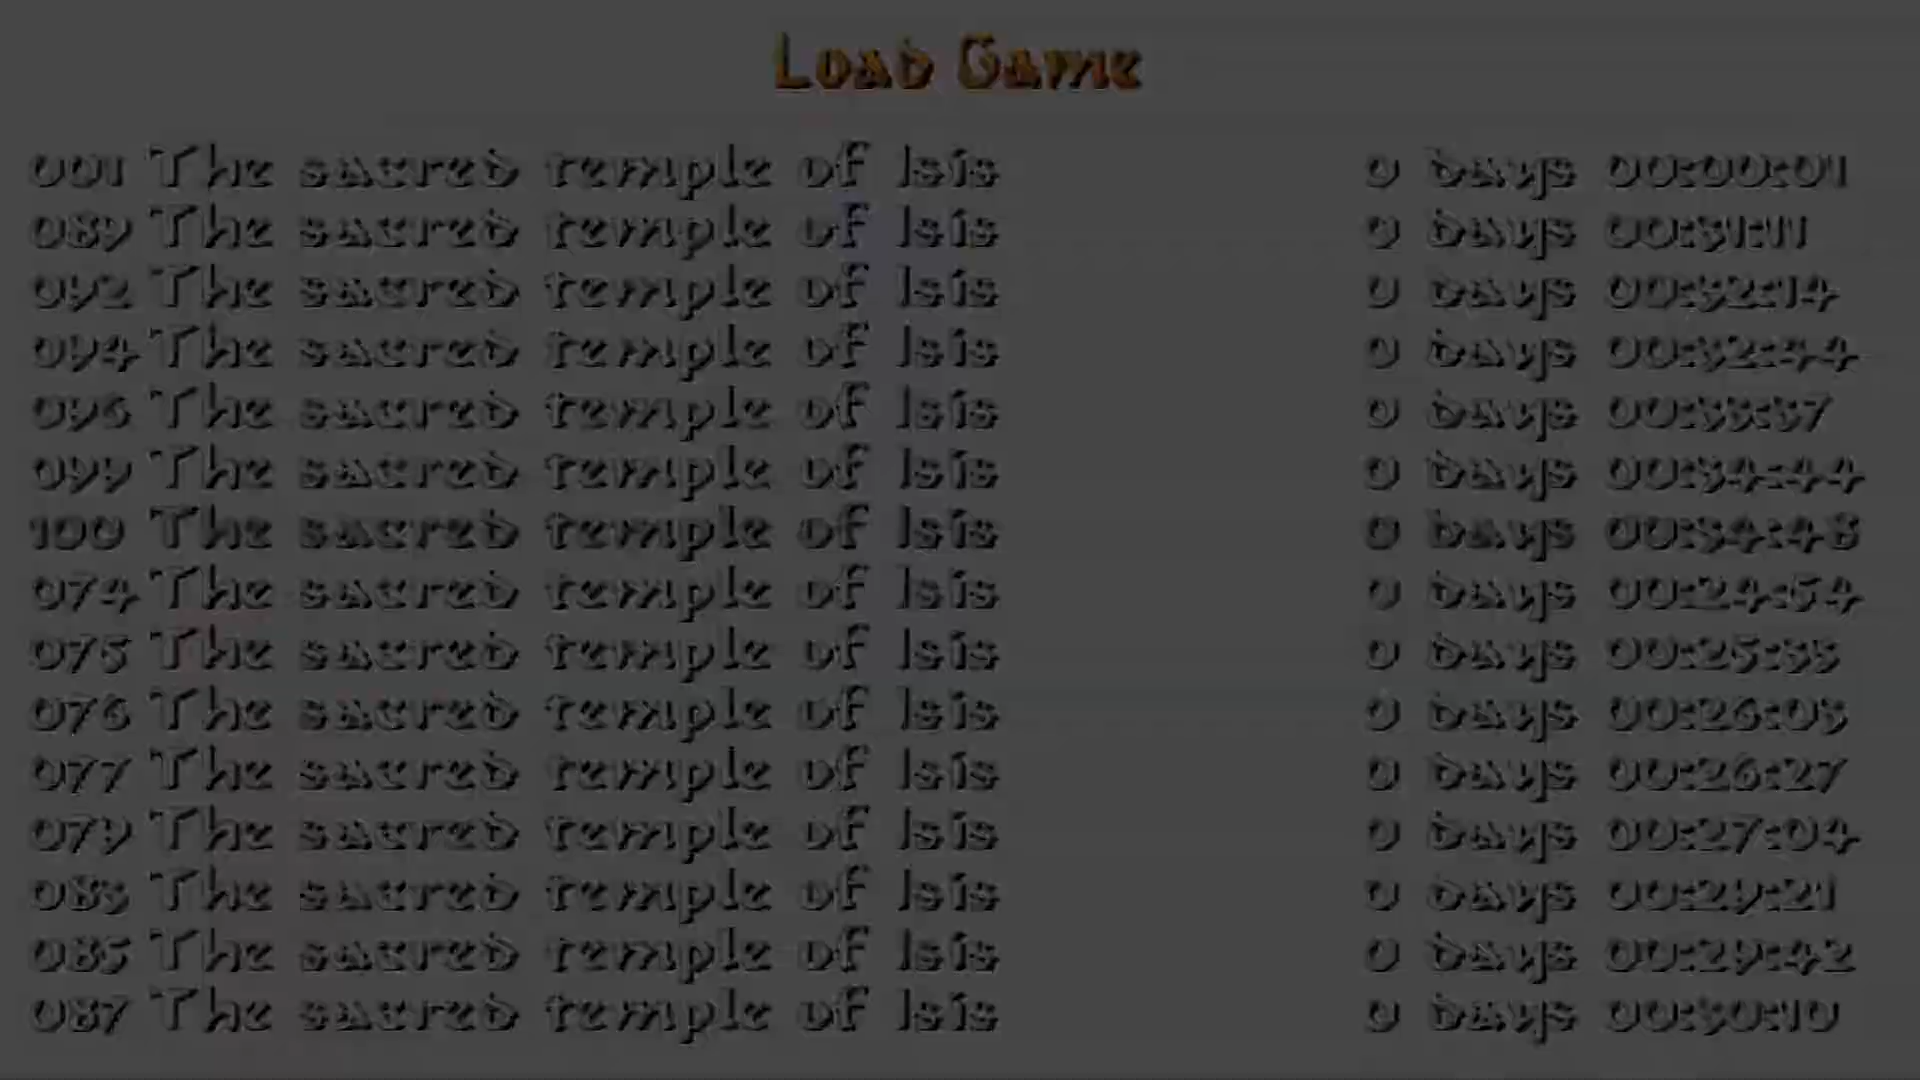 Load Game
001 The sacred temple of Isis 0 days 00:00:01
089 The sacred temple of Isis 0 days 00:31:11
092 The sacred temple of Isis 0 days 00:32:14
094 The sacred temple of Isis 0 days 00:32:44
096 The sacred temple of Isis 0 days 00:33:37
099 The sacred temple of Isis 0 days 00:34:44
100 The sacred temple of Isis 0 days 00:34:48
074 The sacred temple of Isis 0 days 00:24:54
075 The sacred temple of Isis 0 days 00:25:33
076 The sacred temple of Isis 0 days 00:26:03
077 The sacred temple of Isis 0 days 00:26:27
079 The sacred temple of Isis 0 days 00:27:04
083 The sacred temple of Isis 0 days 00:29:21
085 The sacred temple of Isis 0 days 00:29:42
087 The sacred temple of Isis 0 days 00:30:10